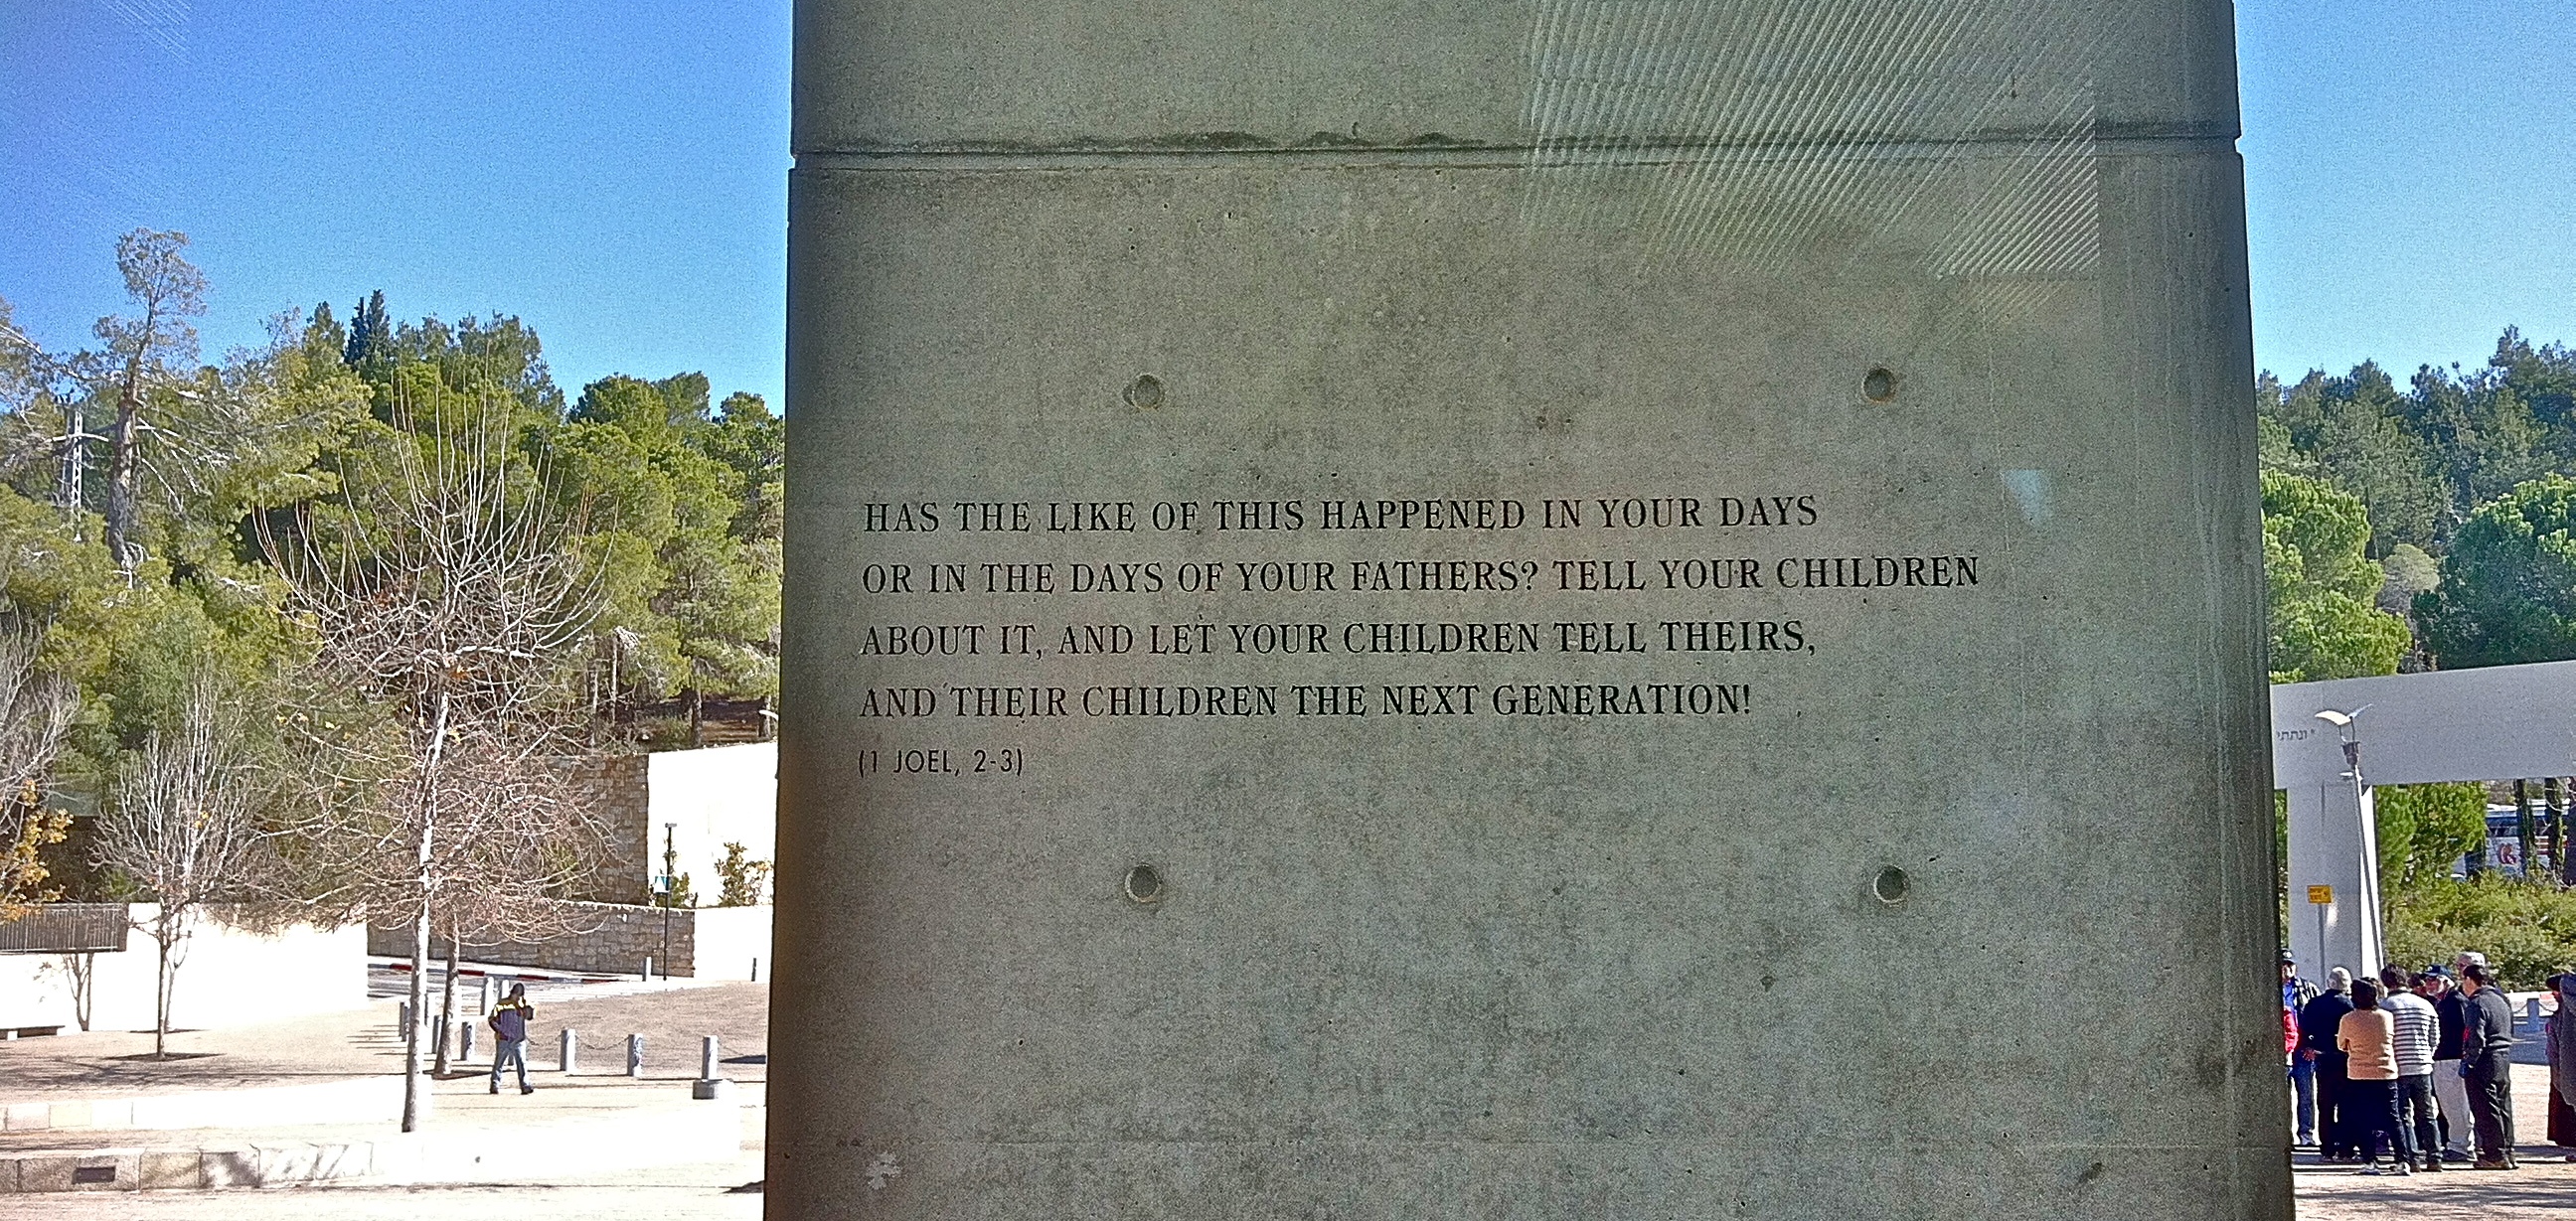 HAS THE LIKE OF THIS HAPPENED IN YOUR DAYS
OR IN THE DAYS OF YOUR FATHERS? TELL YOUR CHILDREN
ABOUT IT, AND LET YOUR CHILDREN TELL THEIRS,
AND THEIR CHILDREN THE NEXT GENERATION!
(1 JOEL, 2-3)
"ונתתי